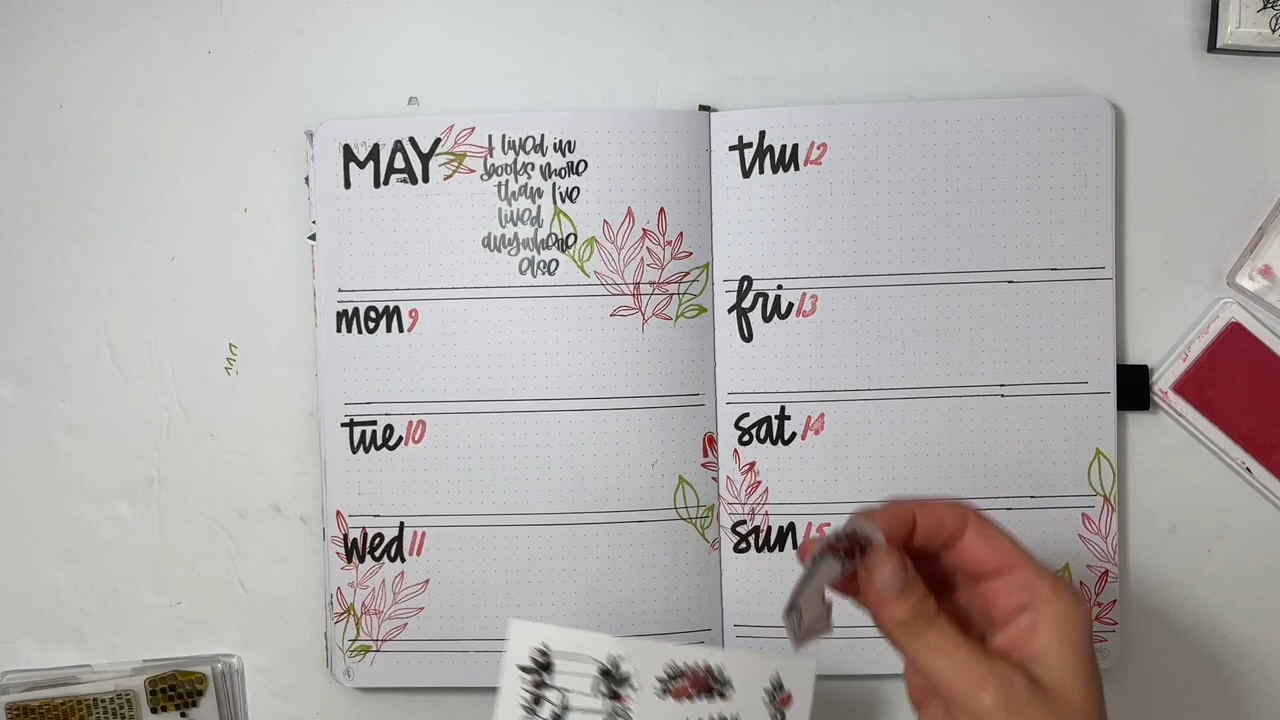 MAY
I lived in
books more
than I've
lived
anywhere
else
mon 9
tue 10
wed 11
thu 12
fri 13
sat 14
sun 15